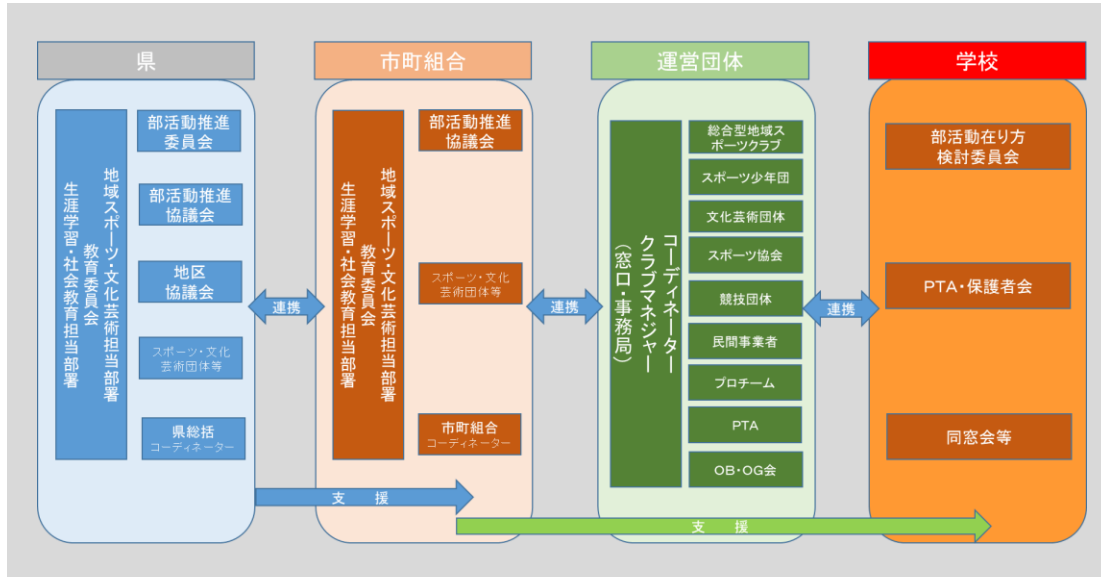 県
地域スポーツ・文化芸術担当部署
教育委員会
生涯学習・社会教育担当部署
部活動推進
委員会
部活動推進
協議会
地区
協議会
スポーツ・文化
芸術団体等
県総括
コーディネーター
連携
市町組合
地域スポーツ・文化芸術担当部署
教育委員会
生涯学習・社会教育担当部署
部活動推進
協議会
スポーツ・文化
芸術団体等
市町組合
コーディネーター
連携
運営団体
コーディネーター
クラブマネジャー
(窓口・事務局)
総合型地域ス
ポーツクラブ
スポーツ少年団
文化芸術団体
スポーツ協会
競技団体
民間事業者
プロチーム
PTA
OB・OG会
連携
学校
部活動在り方
検討委員会
PTA・保護者会
同窓会等
支 援
支 援